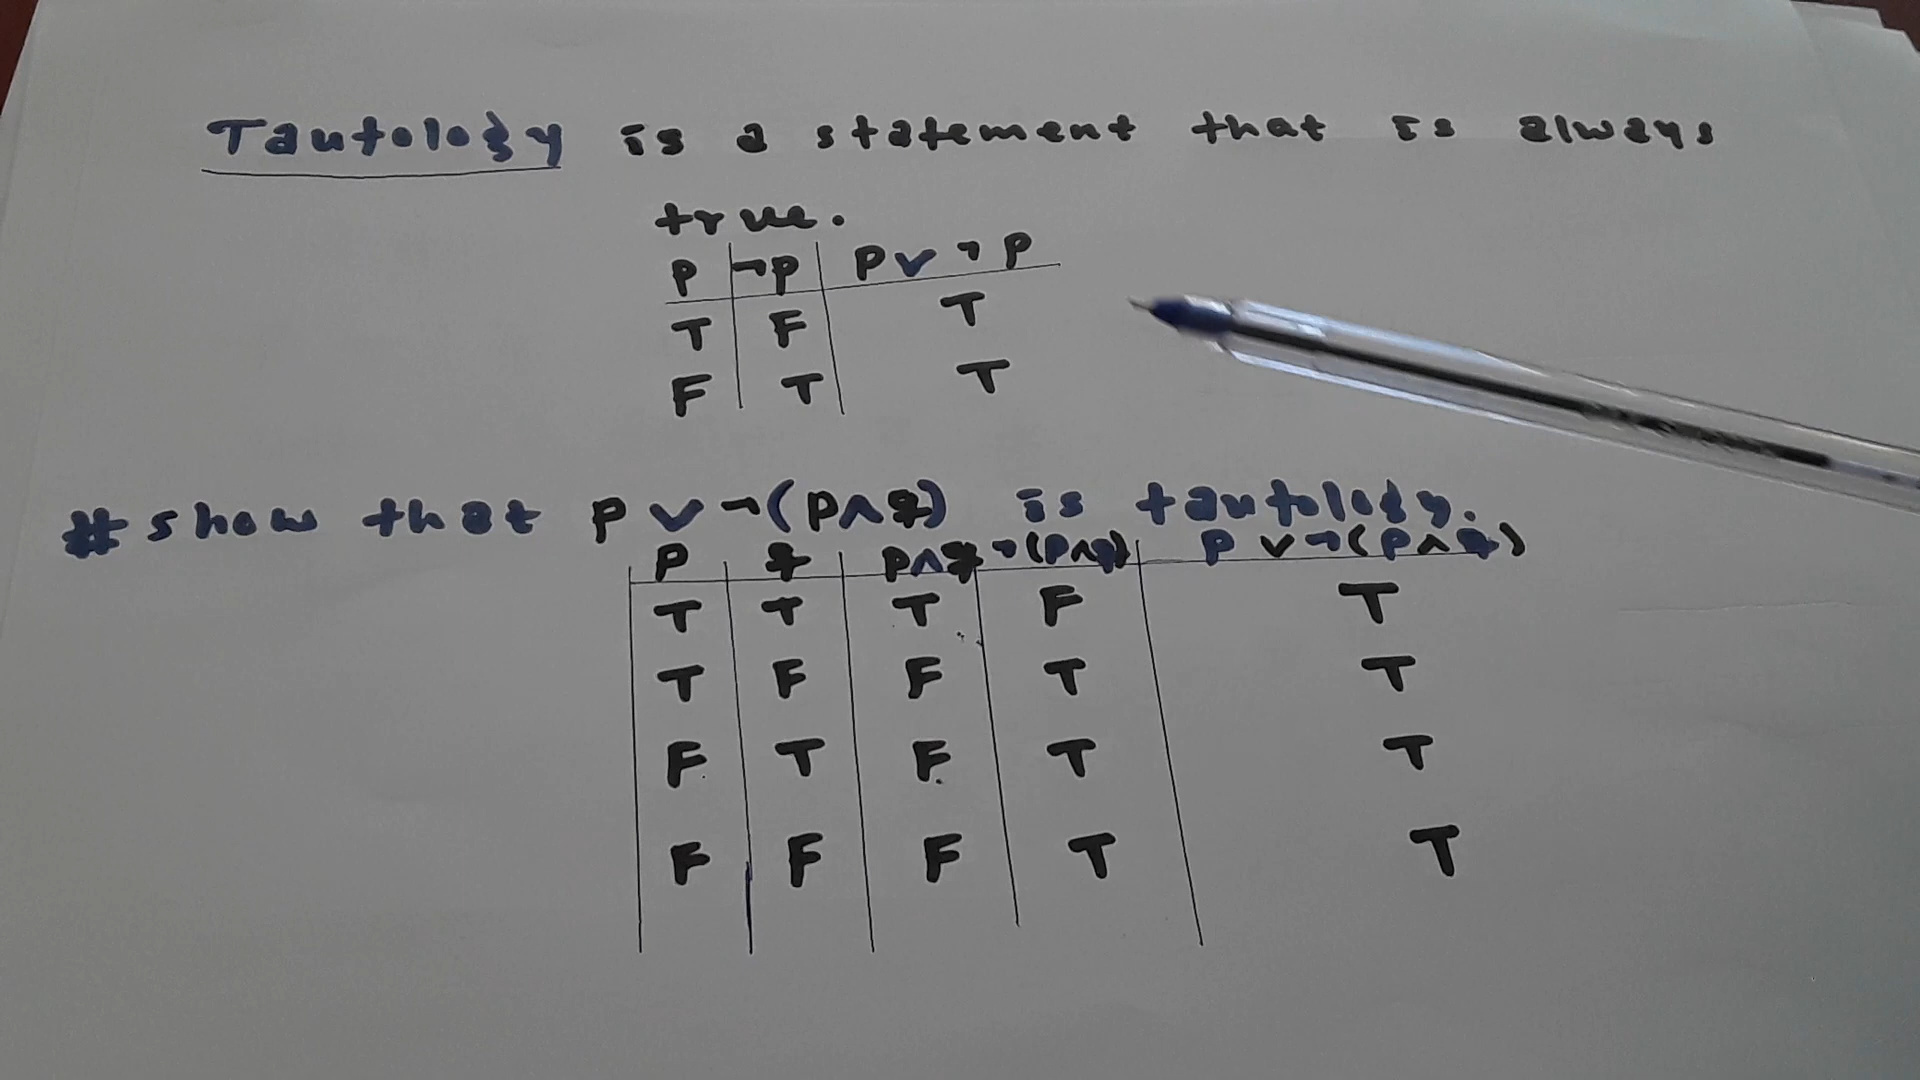 Tautology is a statement that is always
true.
P ¬P P∨¬P
T F T
F T T
# show that P ∨ ¬(P∧q) is tautology.
P q P∧q ¬(P∧q) P ∨ ¬(P∧q)
T T T F T
T F F T T
F T F T T
F F F T T